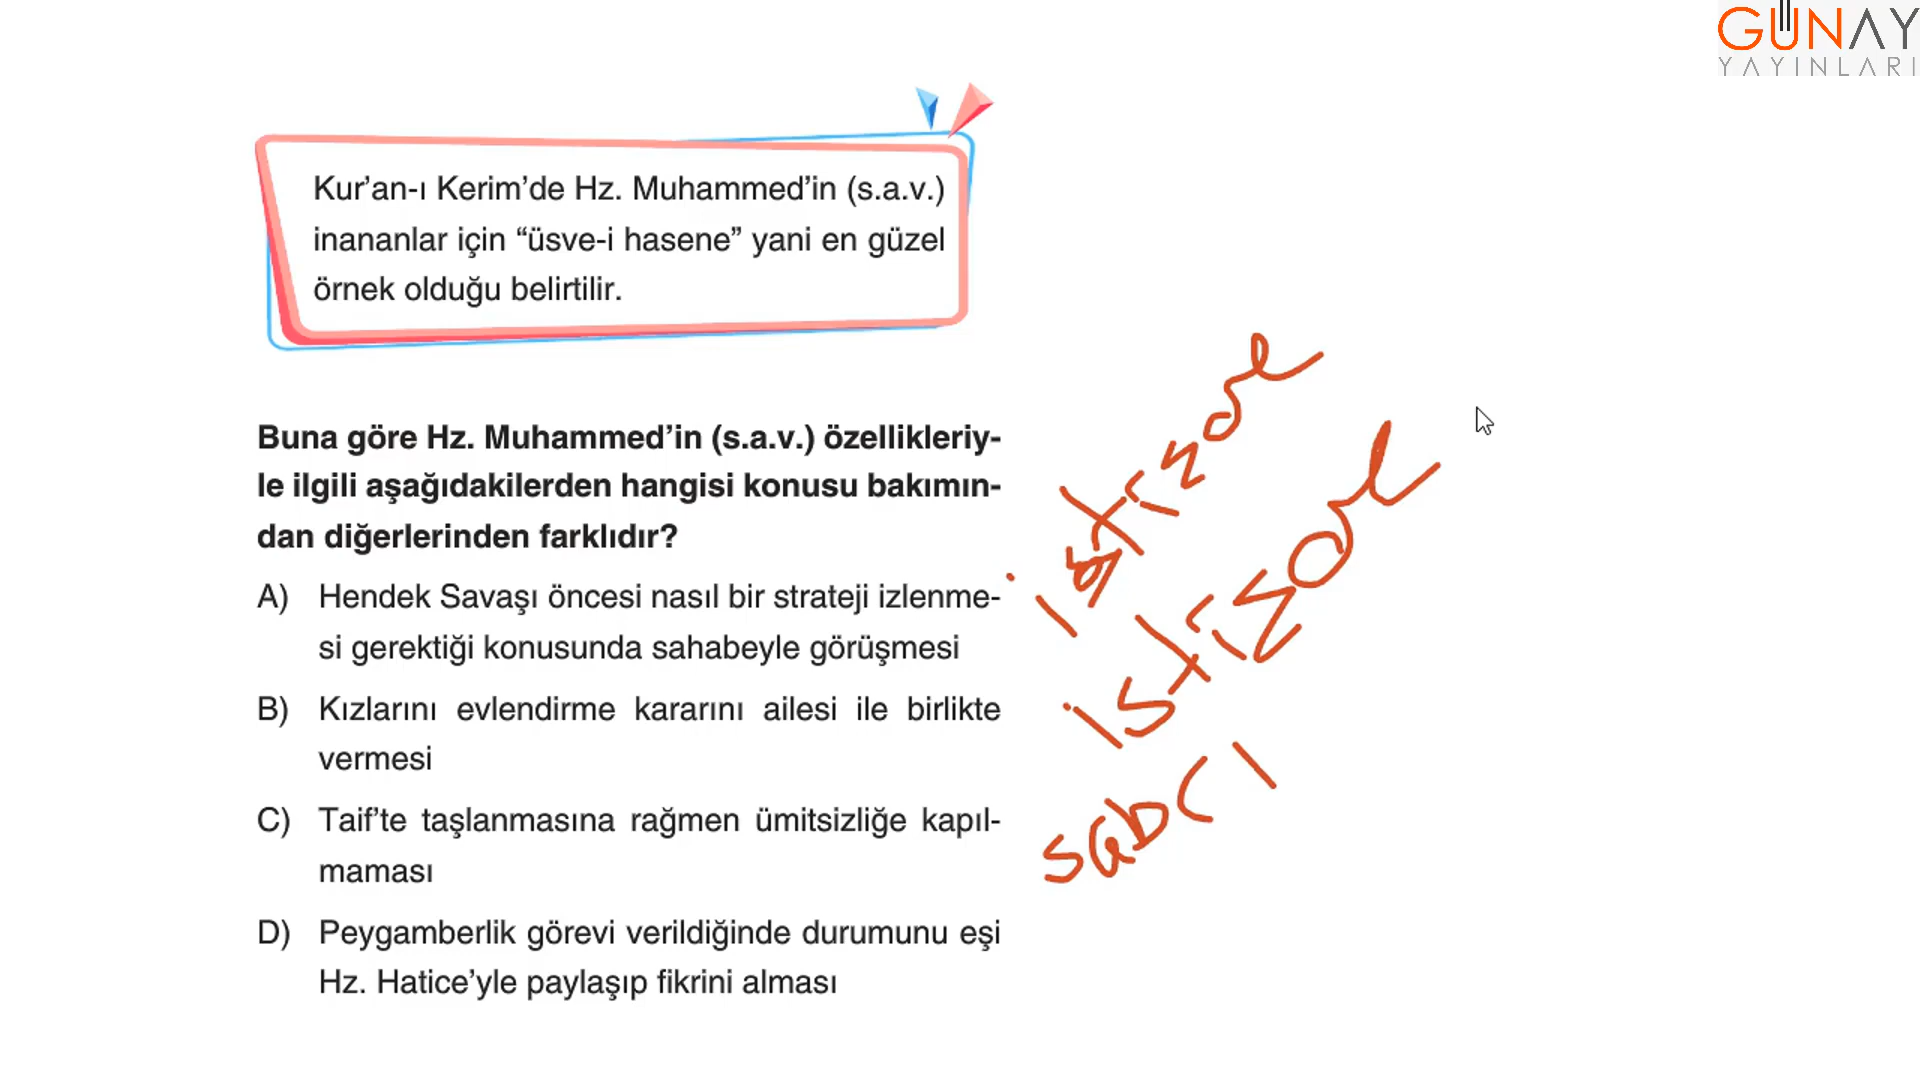 GÜNAY
YAYINLARI
Kur’an-ı Kerim’de Hz. Muhammed’in (s.a.v.)
inananlar için “üsve-i hasene” yani en güzel
örnek olduğu belirtilir.
Buna göre Hz. Muhammed’in (s.a.v.) özellikleriy-
le ilgili aşağıdakilerden hangisi konusu bakımın-
dan diğerlerinden farklıdır?
A) Hendek Savaşı öncesi nasıl bir strateji izlenme-
si gerektiği konusunda sahabeyle görüşmesi
B) Kızlarını evlendirme kararını ailesi ile birlikte
vermesi
C) Taif’te taşlanmasına rağmen ümitsizliğe kapıl-
maması
D) Peygamberlik görevi verildiğinde durumunu eşi
Hz. Hatice’yle paylaşıp fikrini alması